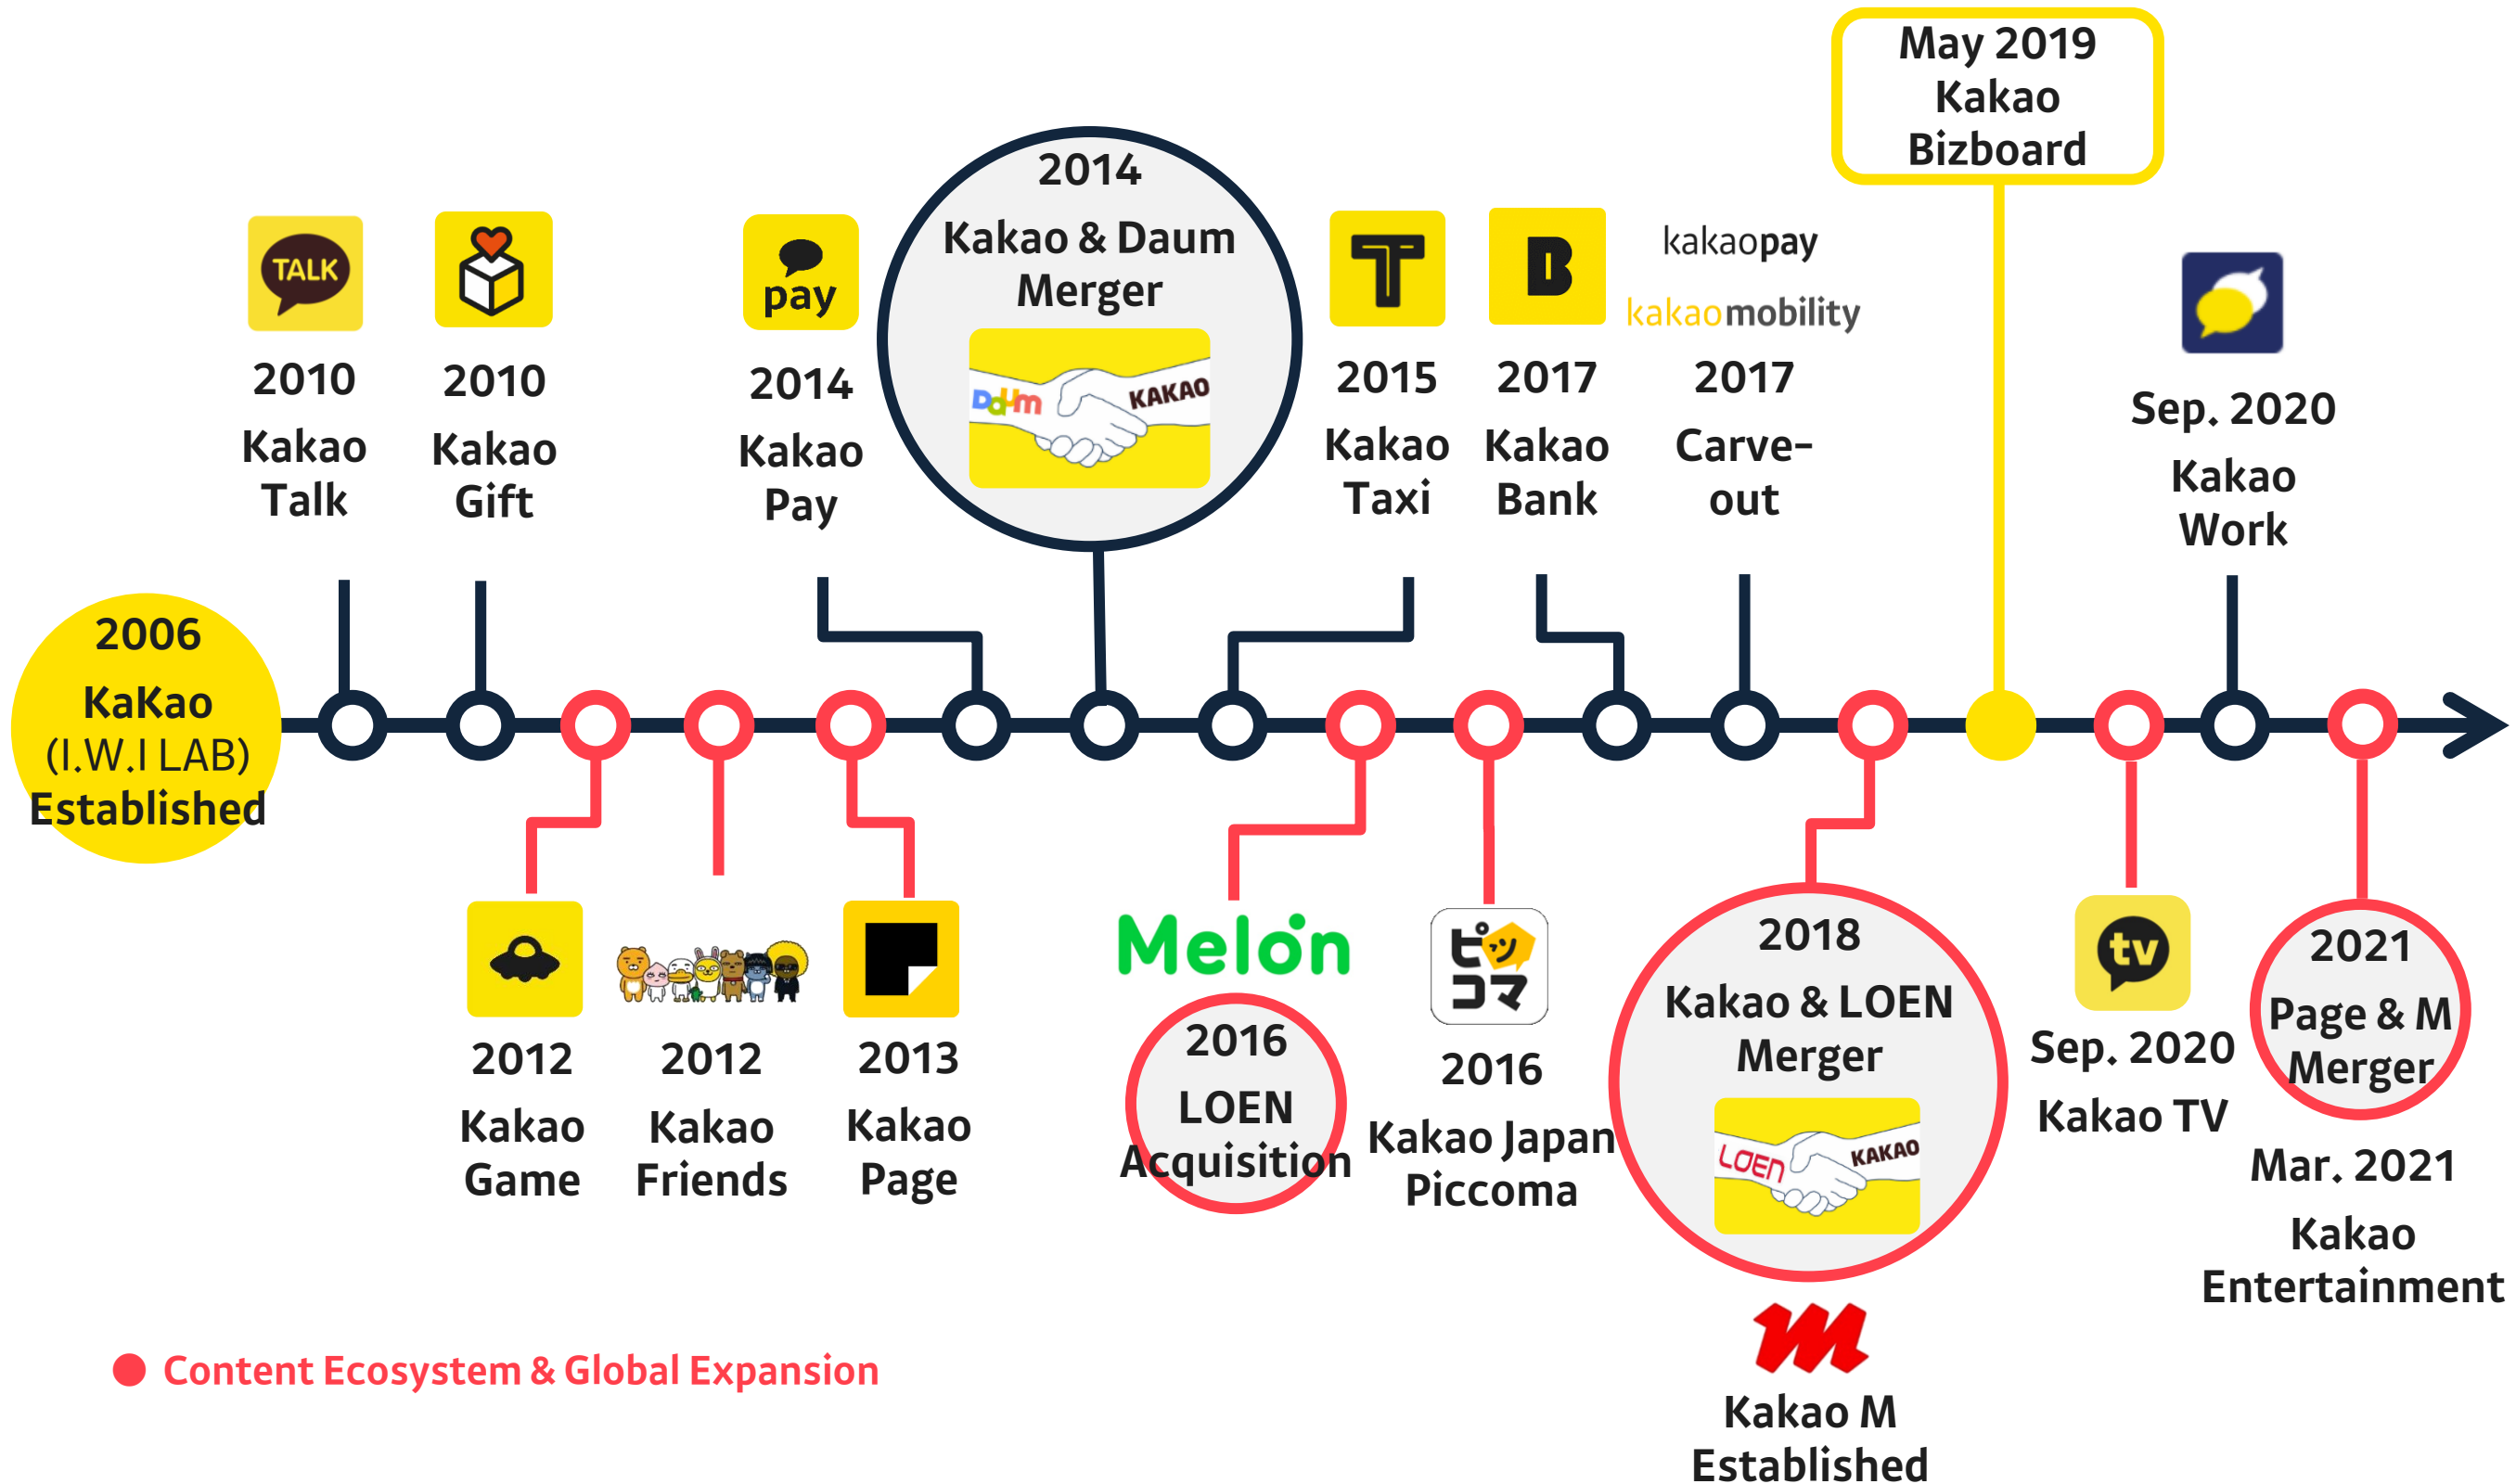 May 2019
Kakao
Bizboard
2014
Kakao & Daum
Merger
Daum
KAKAO
TALK
2010
Kakao
Talk
2010
Kakao
Gift
pay
2014
Kakao
Pay
T
2015
Kakao
Taxi
B
2017
Kakao
Bank
kakaopay
kakaomobility
2017
Carve-
out
Sep. 2020
Kakao
Work
2006
KaKao
(I.W.I LAB)
Established
2012
Kakao
Game
2012
Kakao
Friends
2013
Kakao
Page
Melon
2016
LOEN
Acquisition
ピッ
コマ
2016
Kakao Japan
Piccoma
2018
Kakao & LOEN
Merger
LOEN
KAKAO
M
Kakao M
Established
tv
Sep. 2020
Kakao TV
2021
Page & M
Merger
Mar. 2021
Kakao
Entertainment
Content Ecosystem & Global Expansion